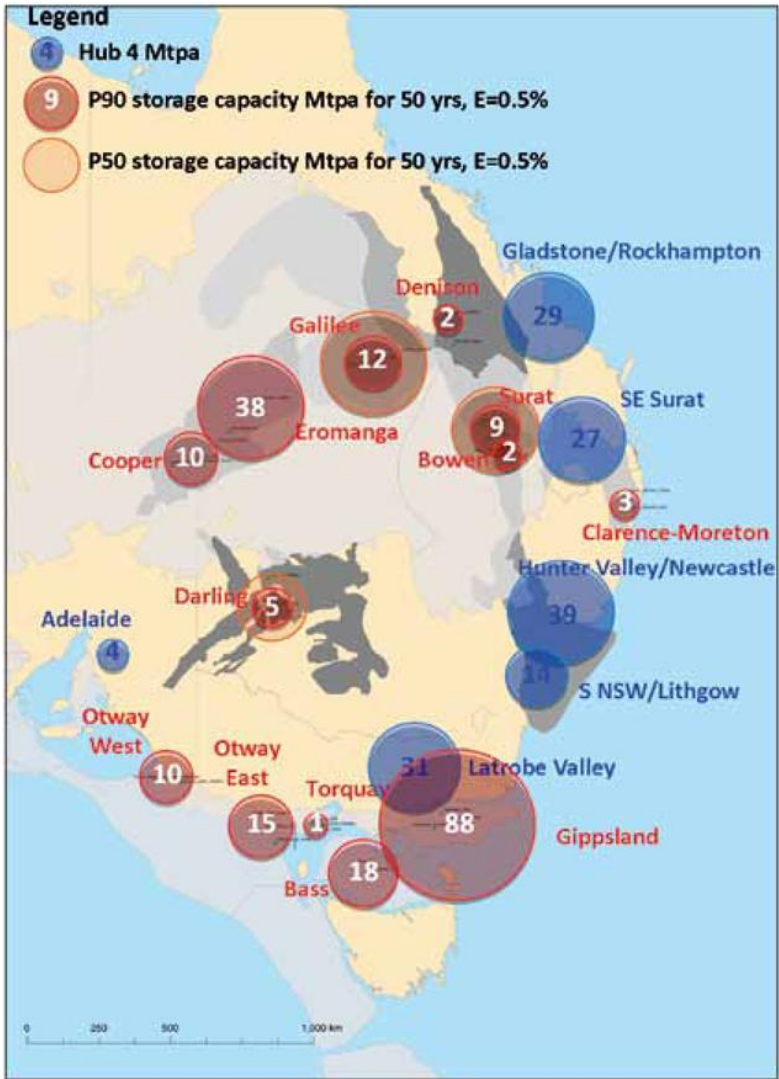 Legend
4 Hub 4 Mtpa
9 P90 storage capacity Mtpa for 50 yrs, E=0.5%
P50 storage capacity Mtpa for 50 yrs, E=0.5%
Gladstone/Rockhampton
29
Denison
2
Galilee
12
38
Eromanga
Cooper 10
Surat
9
Bowen 2
SE Surat
27
3
Clarence-Moreton
Hunter Valley/Newcastle
39
14
S NSW/Lithgow
Darling 5
Adelaide
4
Otway
West
10
Otway
East
15
Torquay
1
31 Latrobe Valley
88
Gippsland
18
Bass
0 250 500 1,000 km